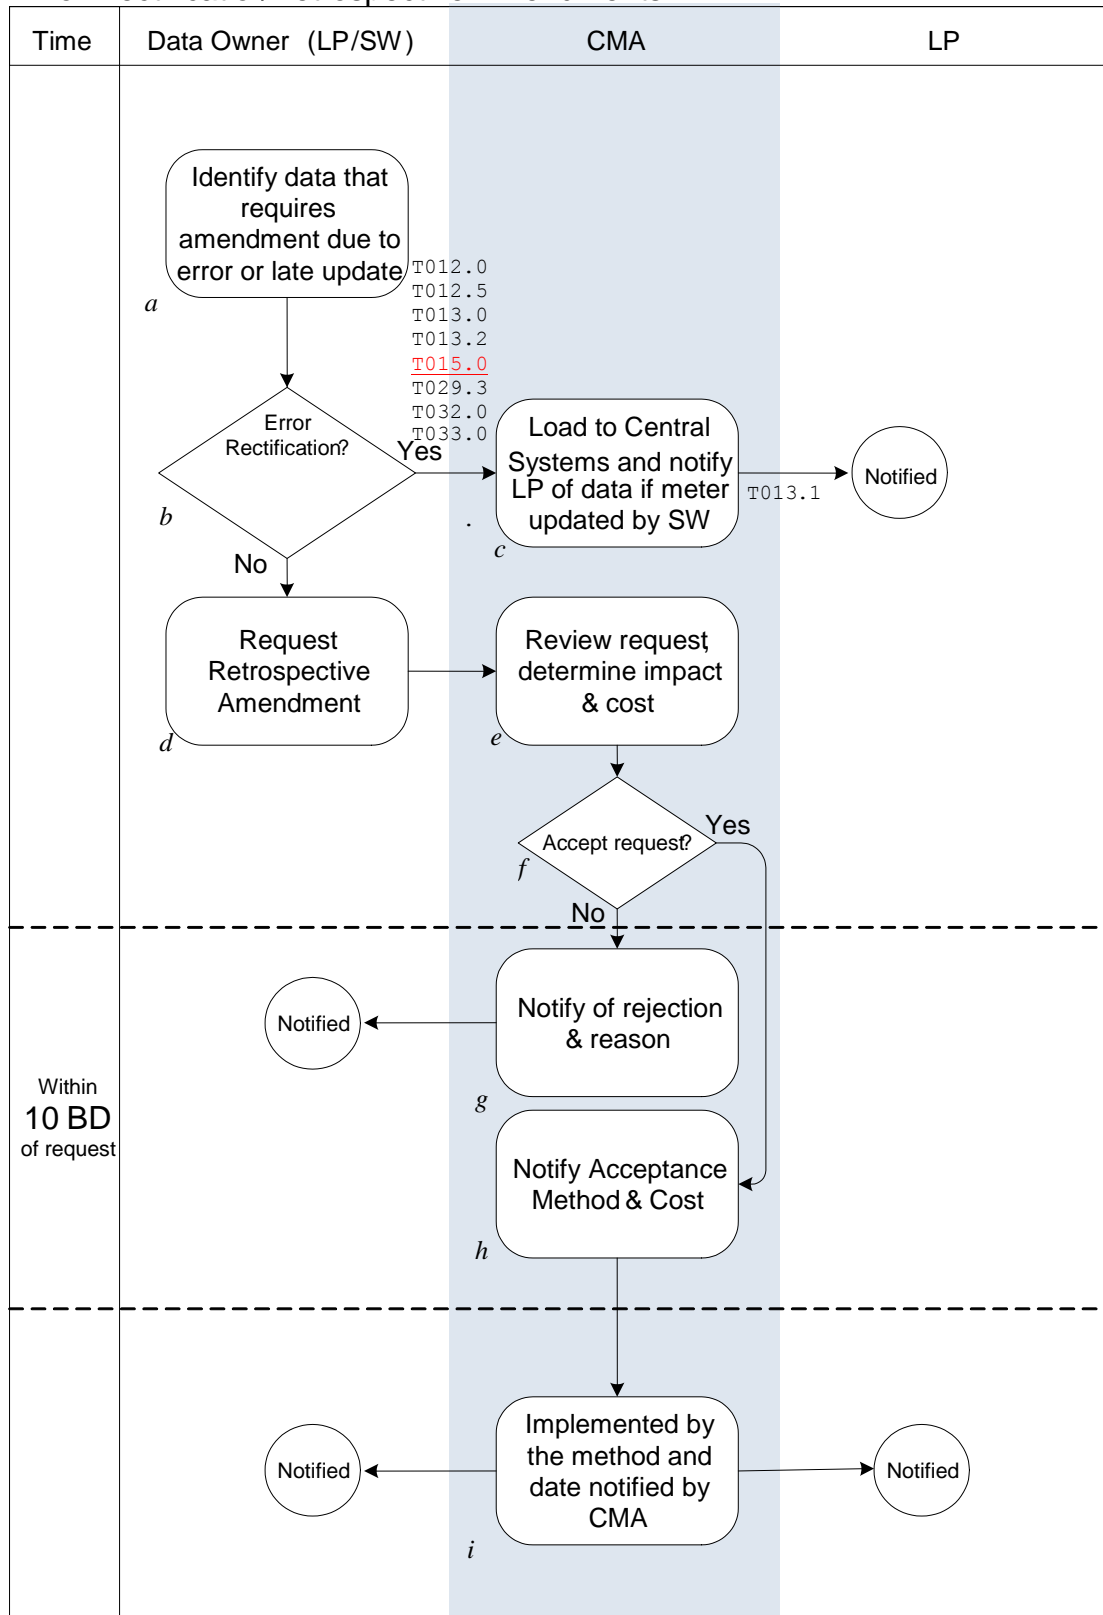 Time
Data Owner (LP/SW)
CMA
LP
Identify data that
requires
amendment due to
error or late update
a
T012.0
T012.5
T013.0
T013.2
T015.0
T029.3
T032.0
T033.0
Error
Rectification?
Yes
b
No
Load to Central
Systems and notify
LP of data if meter
updated by SW
.
c
T013.1
Notified
Request
Retrospective
Amendment
d
Review request,
determine impact
& cost
e
Accept request?
Yes
f
No
Notify of rejection
& reason
g
Notified
Within
10 BD
of request
Notify Acceptance
Method & Cost
h
Implemented by
the method and
date notified by
CMA
i
Notified
Notified